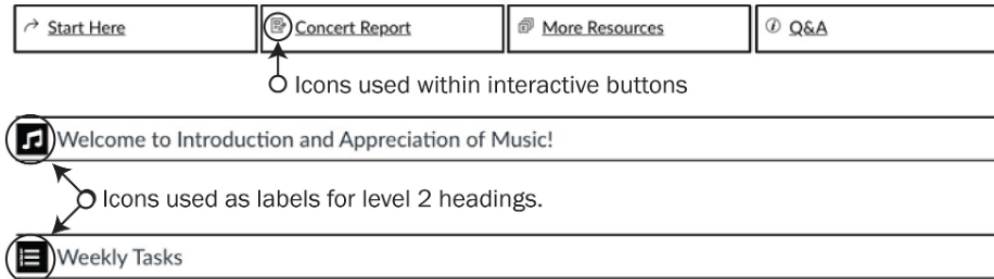 Start Here Concert Report More Resources Q&A
Icons used within interactive buttons
Welcome to Introduction and Appreciation of Music!
Icons used as labels for level 2 headings.
Weekly Tasks